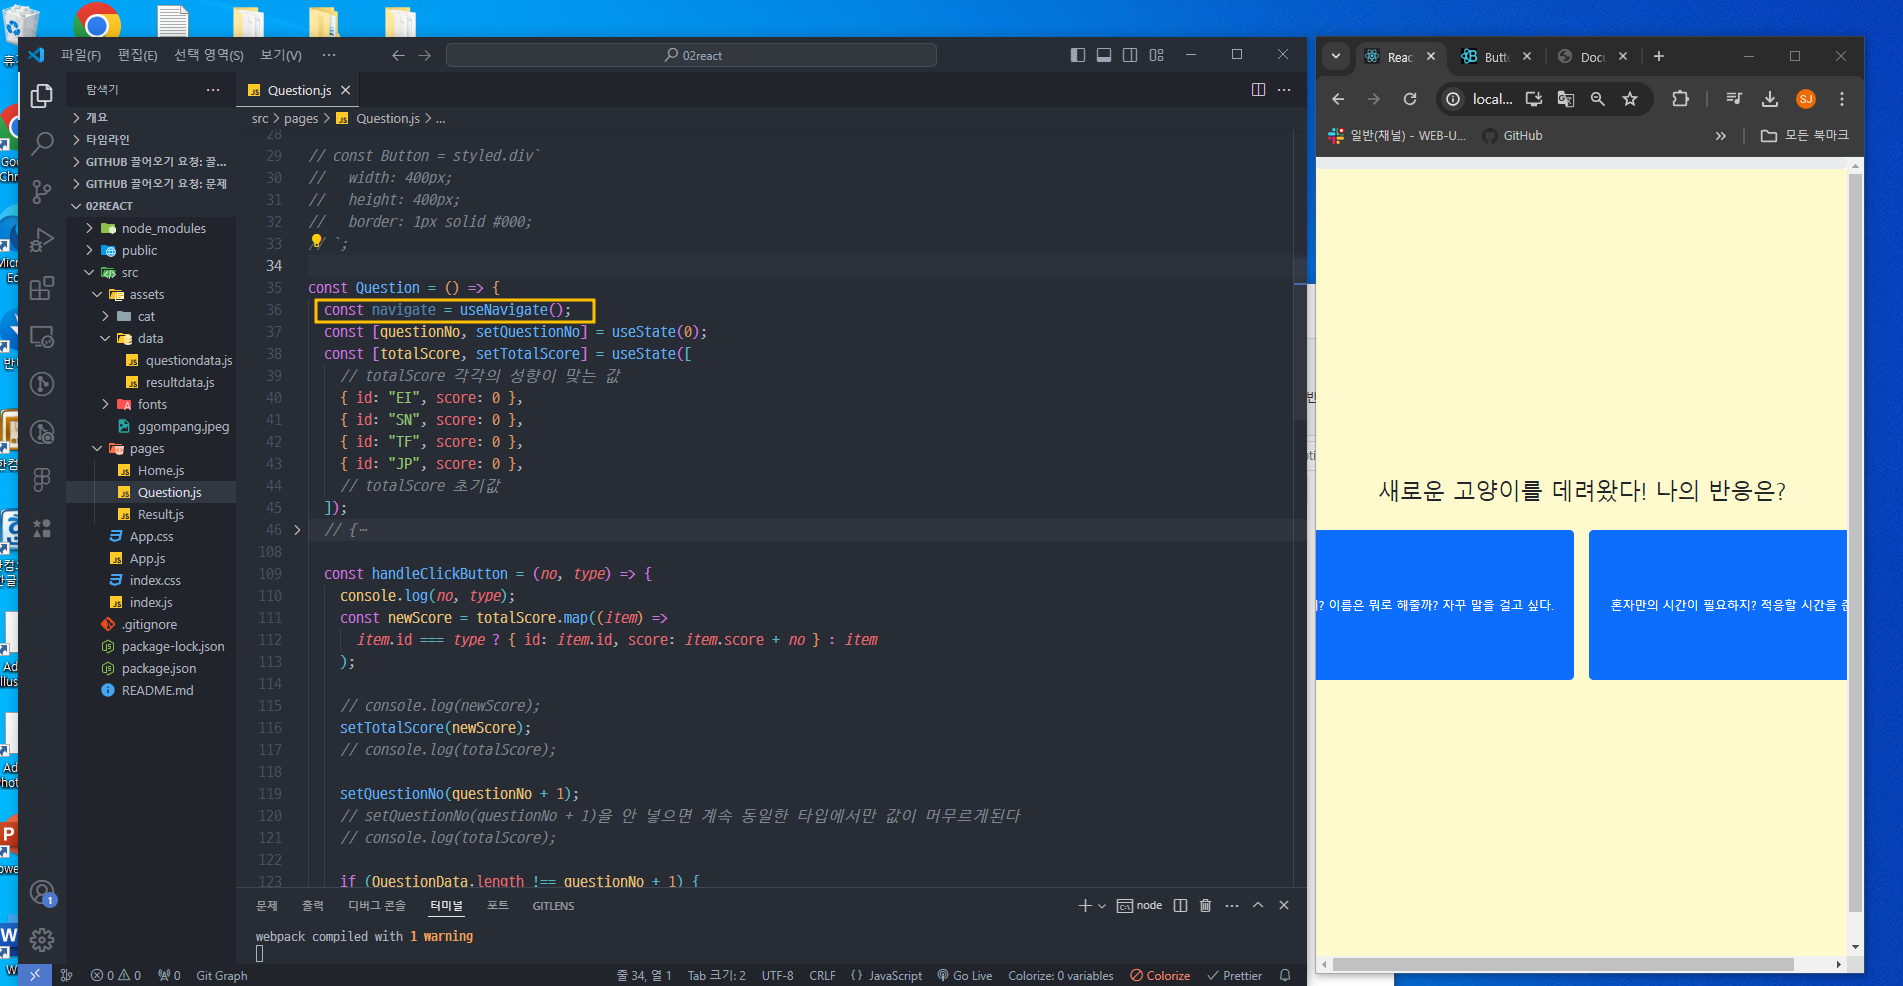 파일(F) 편집(E) 선택 영역(S) 보기(V) ··· 02react
탐색기 ···
개요
타임라인
GITHUB 끌어오기 요청: 끌...
GITHUB 끌어오기 요청: 문제
02REACT
node_modules
public
src
assets
cat
data
questiondata.js
resultdata.js
fonts
ggompang.jpeg
pages
Home.js
Question.js
Result.js
App.css
App.js
index.css
index.js
.gitignore
package-lock.json
package.json
README.md
Question.js
src > pages > Question.js > ...
28
29 // const Button = styled.div`
30 //   width: 400px;
31 //   height: 400px;
32 //   border: 1px solid #000;
33 // `;
34
35 const Question = () => {
36   const navigate = useNavigate();
37   const [questionNo, setQuestionNo] = useState(0);
38   const [totalScore, setTotalScore] = useState([
39     // totalScore 각각의 성향이 맞는 값
40     { id: "EI", score: 0 },
41     { id: "SN", score: 0 },
42     { id: "TF", score: 0 },
43     { id: "JP", score: 0 },
44     // totalScore 초기값
45   ]);
46   // {···
108
109   const handleClickButton = (no, type) => {
110     console.log(no, type);
111     const newScore = totalScore.map((item) =>
112       item.id === type ? { id: item.id, score: item.score + no } : item
113     );
114
115     // console.log(newScore);
116     setTotalScore(newScore);
117     // console.log(totalScore);
118
119     setQuestionNo(questionNo + 1);
120     // setQuestionNo(questionNo + 1)을 안 넣으면 계속 동일한 타입에서만 값이 머무르게된다
121     // console.log(totalScore);
122
123     if (QuestionData.length !== questionNo + 1) {
문제 출력 디버그 콘솔 터미널 포트 GITLENS node
webpack compiled with 1 warning
1
0 0 0 Git Graph 줄 34, 열 1 Tab 크기: 2 UTF-8 CRLF {} JavaScript Go Live Colorize: 0 variables Colorize Prettier
Reac Butt Docu
local... SJ
일반(채널) - WEB-U... GitHub » 모든 북마크
새로운 고양이를 데려왔다! 나의 반응은?
? 이름은 뭐로 해줄까? 자꾸 말을 걸고 싶다.
혼자만의 시간이 필요하지? 적응할 시간을 준